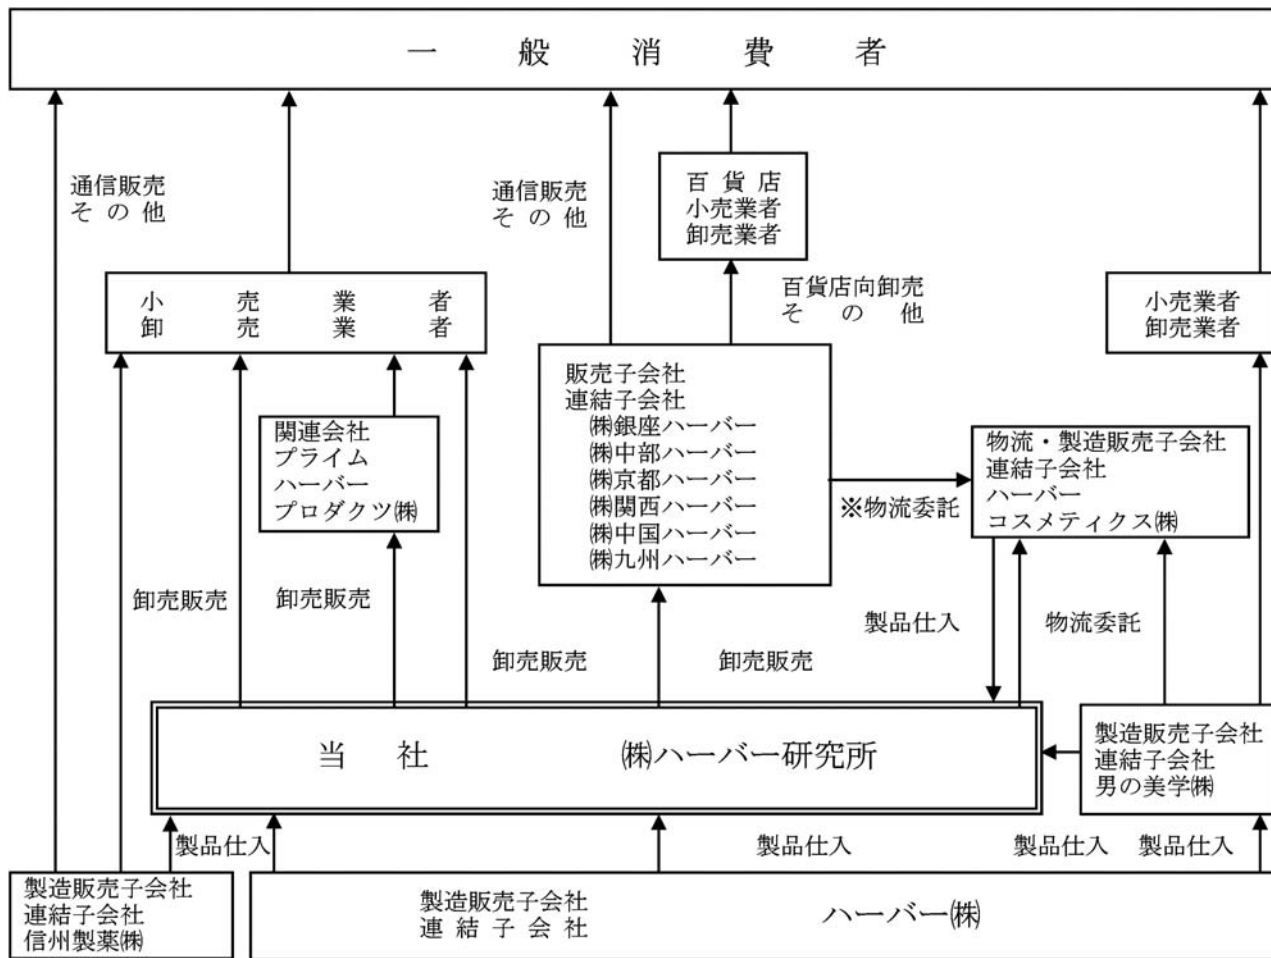 一般消費者
通信販売
その他
通信販売
その他
百貨店
小売業者
卸売業者
小売業者
卸売業者
百貨店向卸売
その他
小売業者
卸売業者
関連会社
プライム
ハーバー
プロダクツ㈱
販売子会社
連結子会社
㈱銀座ハーバー
㈱中部ハーバー
㈱京都ハーバー
㈱関西ハーバー
㈱中国ハーバー
㈱九州ハーバー
※物流委託
物流・製造販売子会社
連結子会社
ハーバー
コスメティクス㈱
卸売販売
卸売販売
卸売販売
卸売販売
製品仕入
物流委託
当社 ㈱ハーバー研究所
製造販売子会社
連結子会社
男の美学㈱
製品仕入
製品仕入
製品仕入
製品仕入
製造販売子会社
連結子会社
信州製薬㈱
製造販売子会社
連結子会社
ハーバー㈱